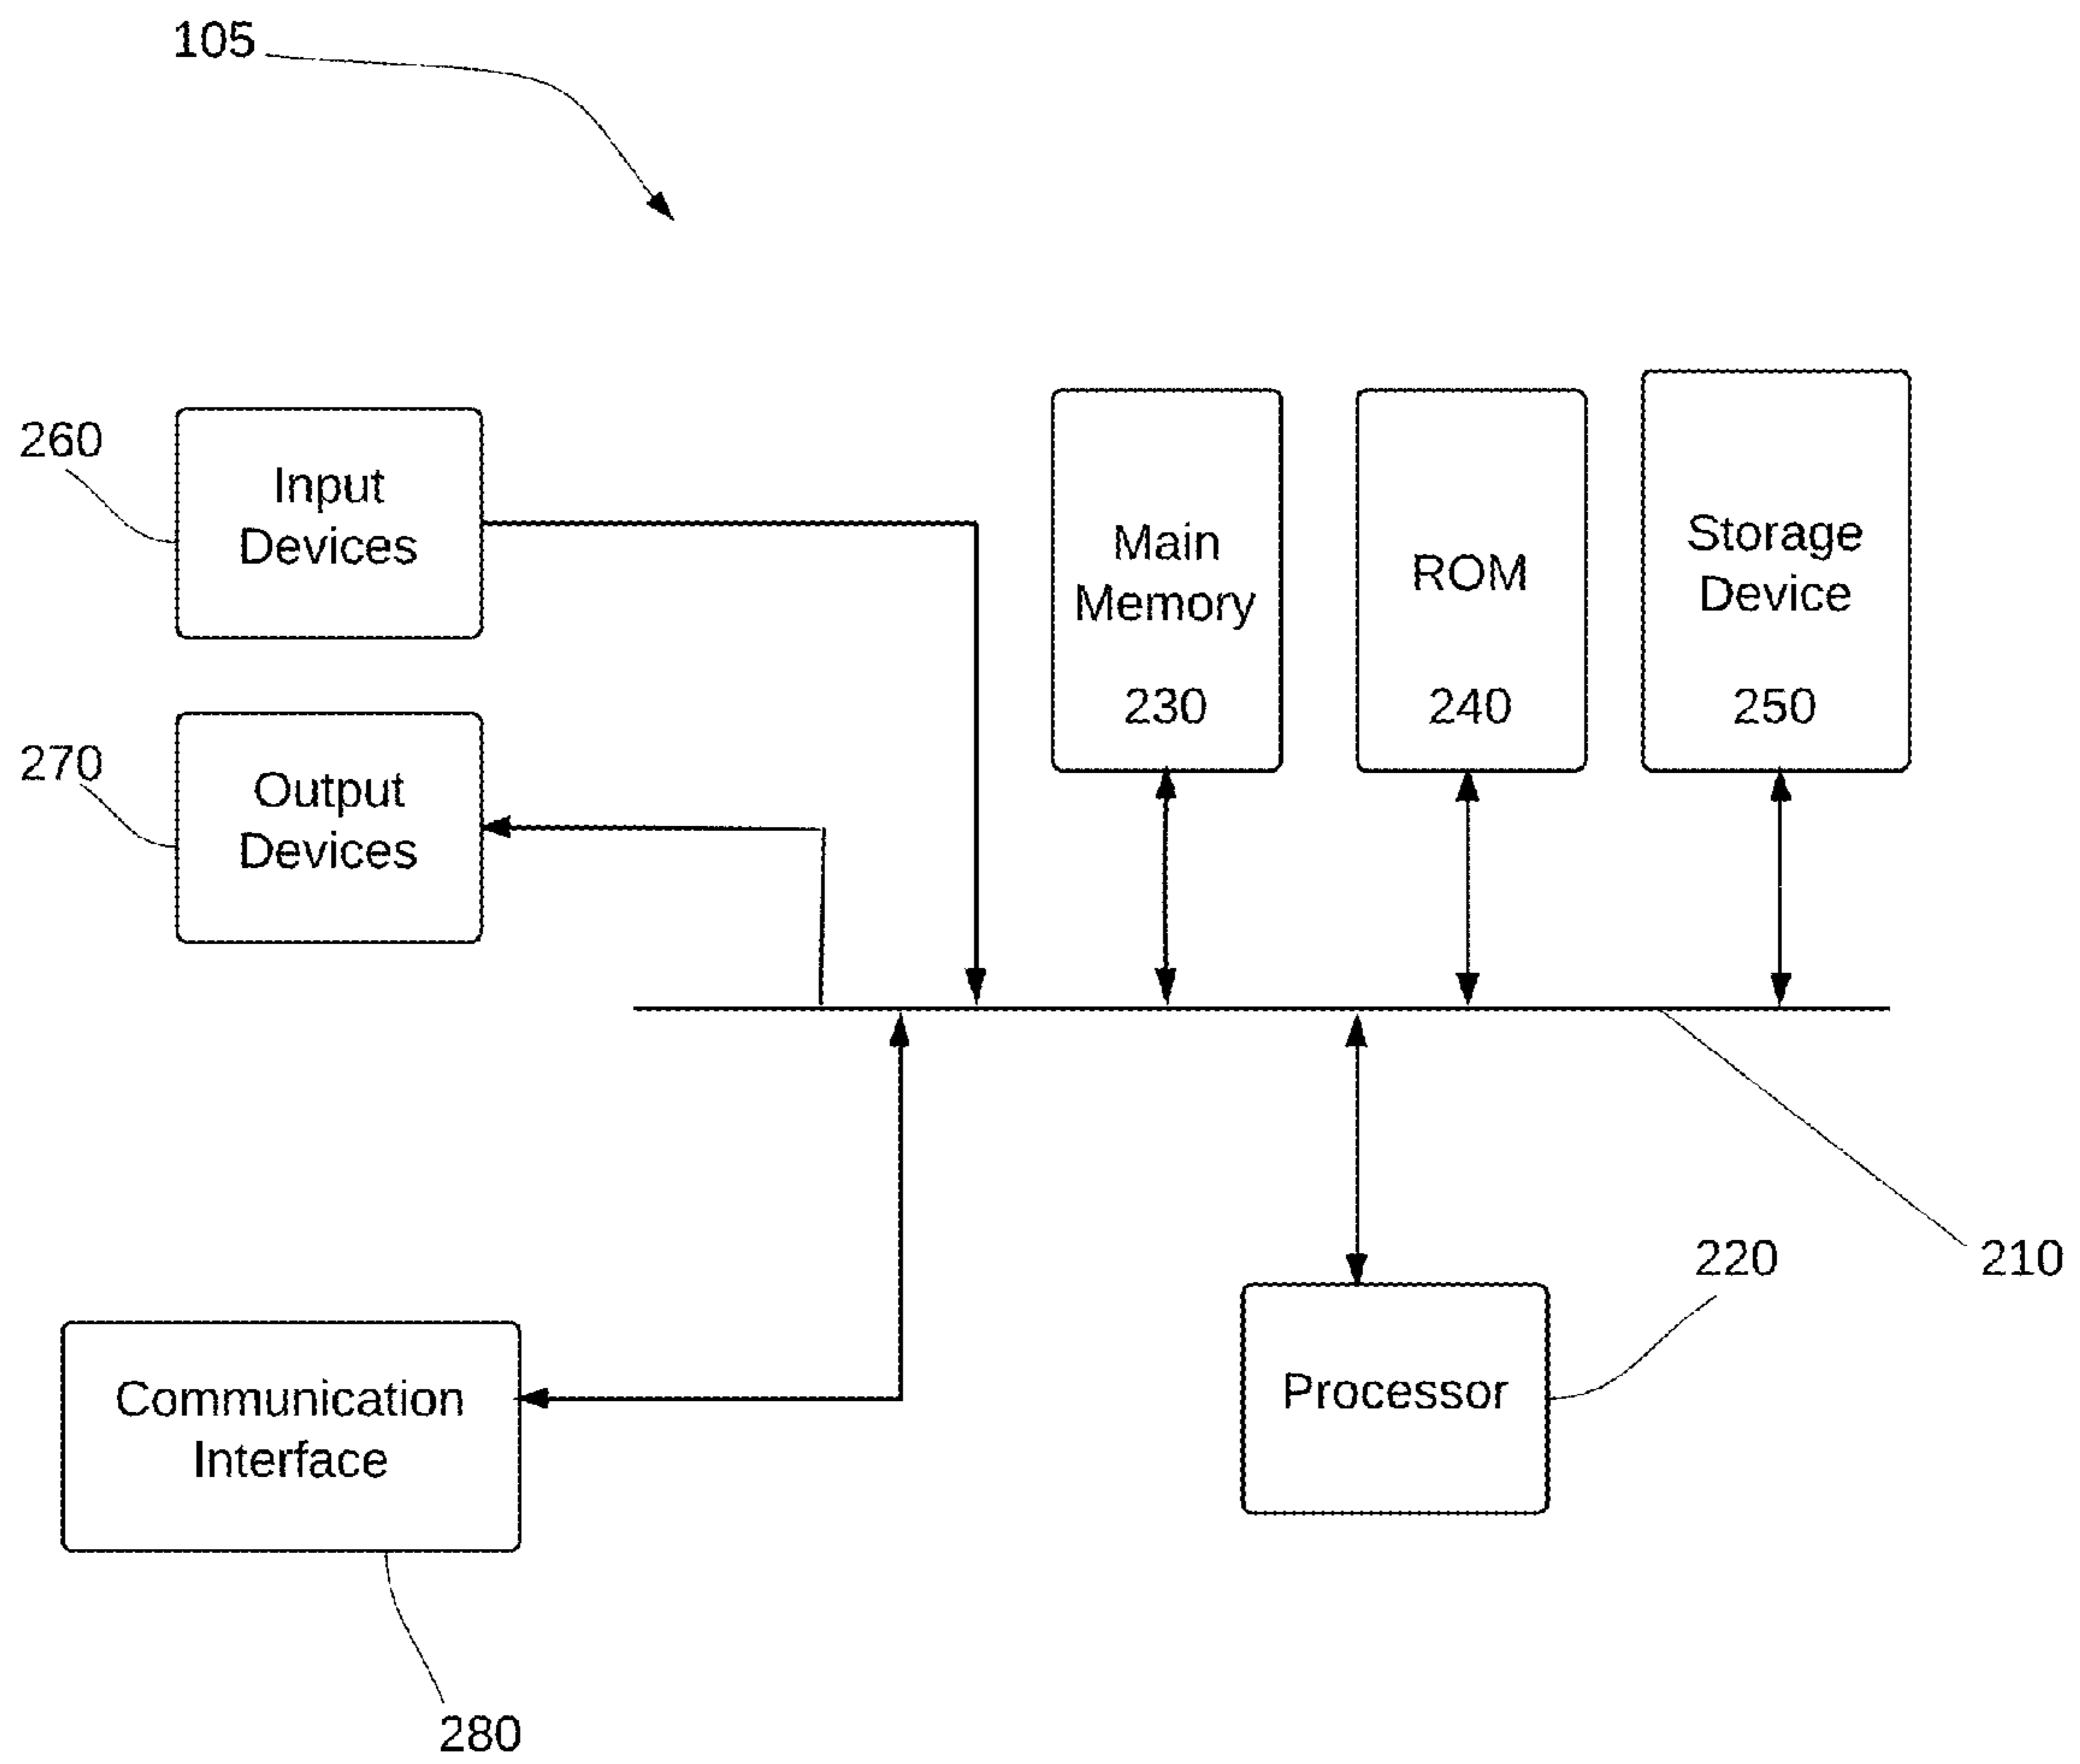 105
260
Input
Devices
Main
Memory
230
ROM
240
Storage
Device
250
270
Output
Devices
210
220
Processor
Communication
Interface
280